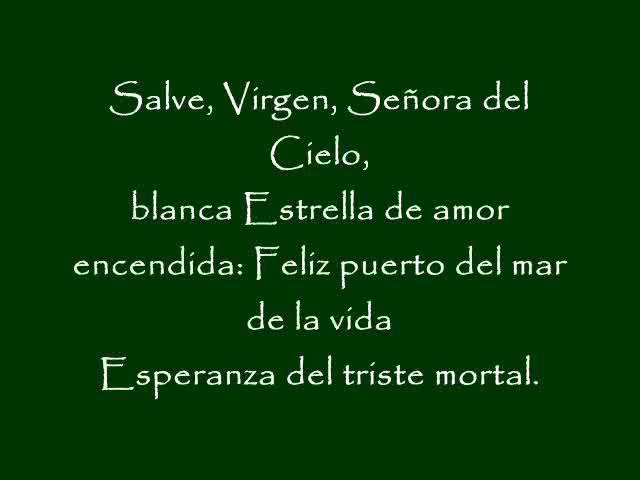 Salve, Virgen, Señora del
Cielo,
blanca Estrella de amor
encendida: Feliz puerto del mar
de la vida
Esperanza del triste mortal.